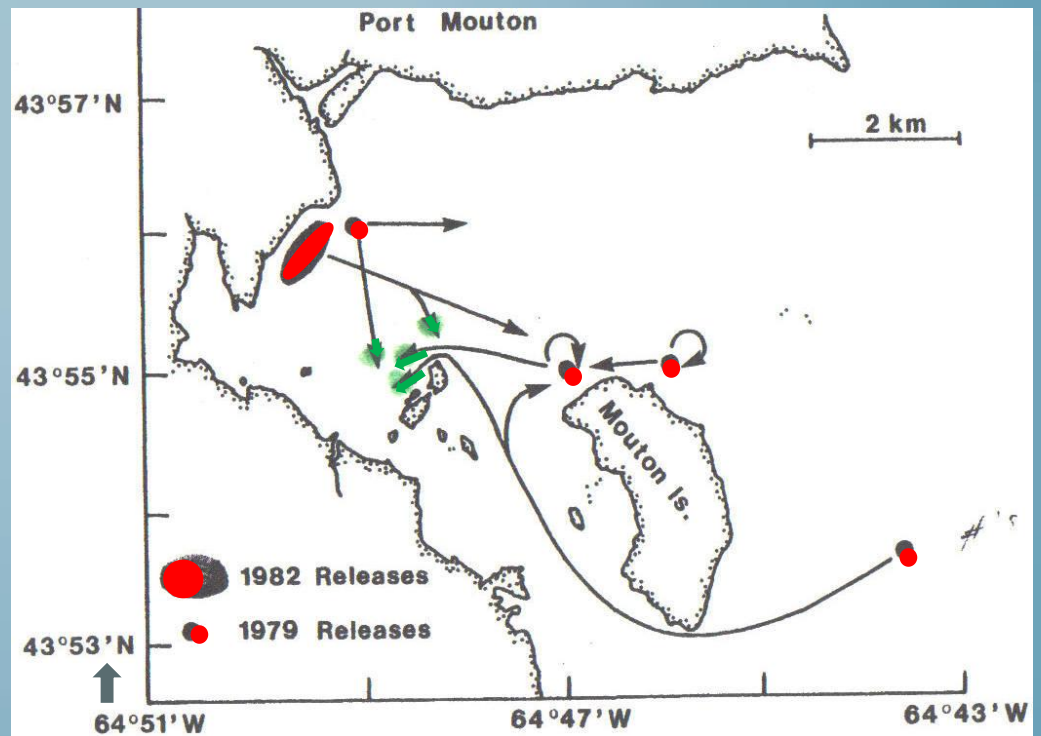 Port Mouton
43°57'N
2 km
43°55'N
Mouton Is.
1982 Releases
1979 Releases
43°53'N
64°51'W
64°47'W
64°43'W